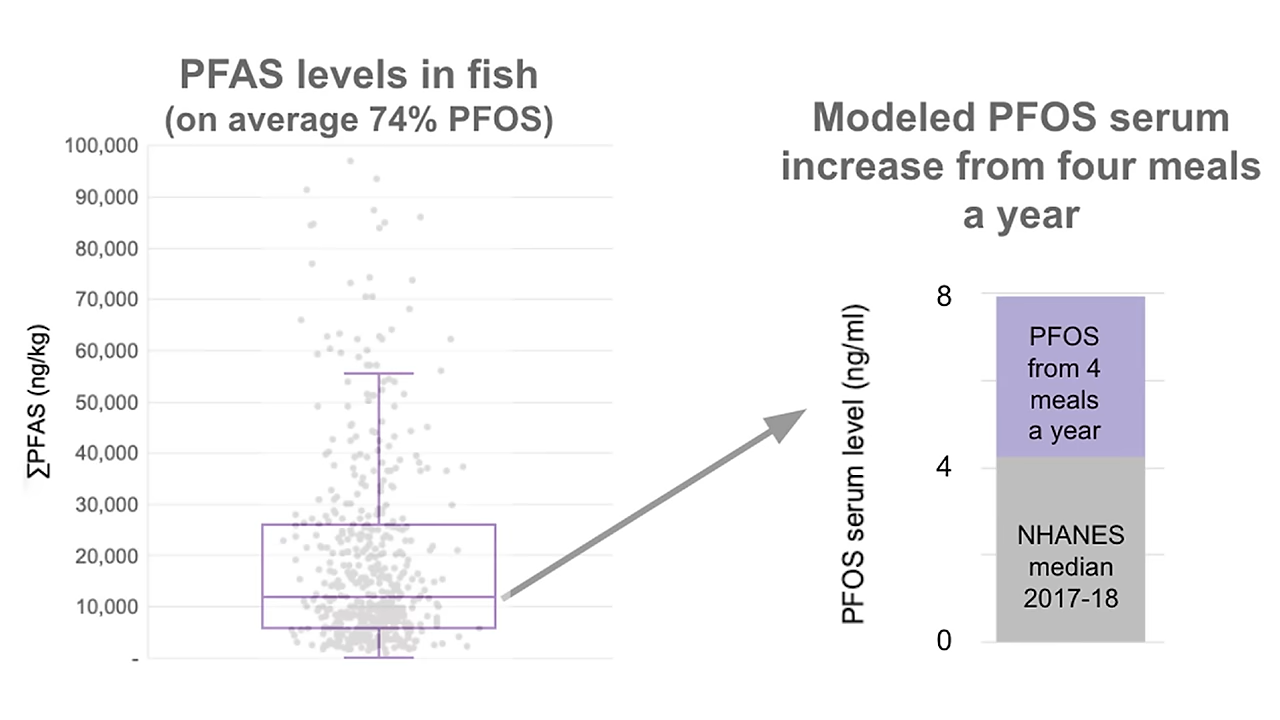 PFAS levels in fish
(on average 74% PFOS)
100,000
90,000
80,000
70,000
60,000
50,000
40,000
30,000
20,000
10,000
-
∑PFAS (ng/kg)
Modeled PFOS serum
increase from four meals
a year
PFOS serum level (ng/ml)
8
4
0
PFOS
from 4
meals
a year
NHANES
median
2017-18